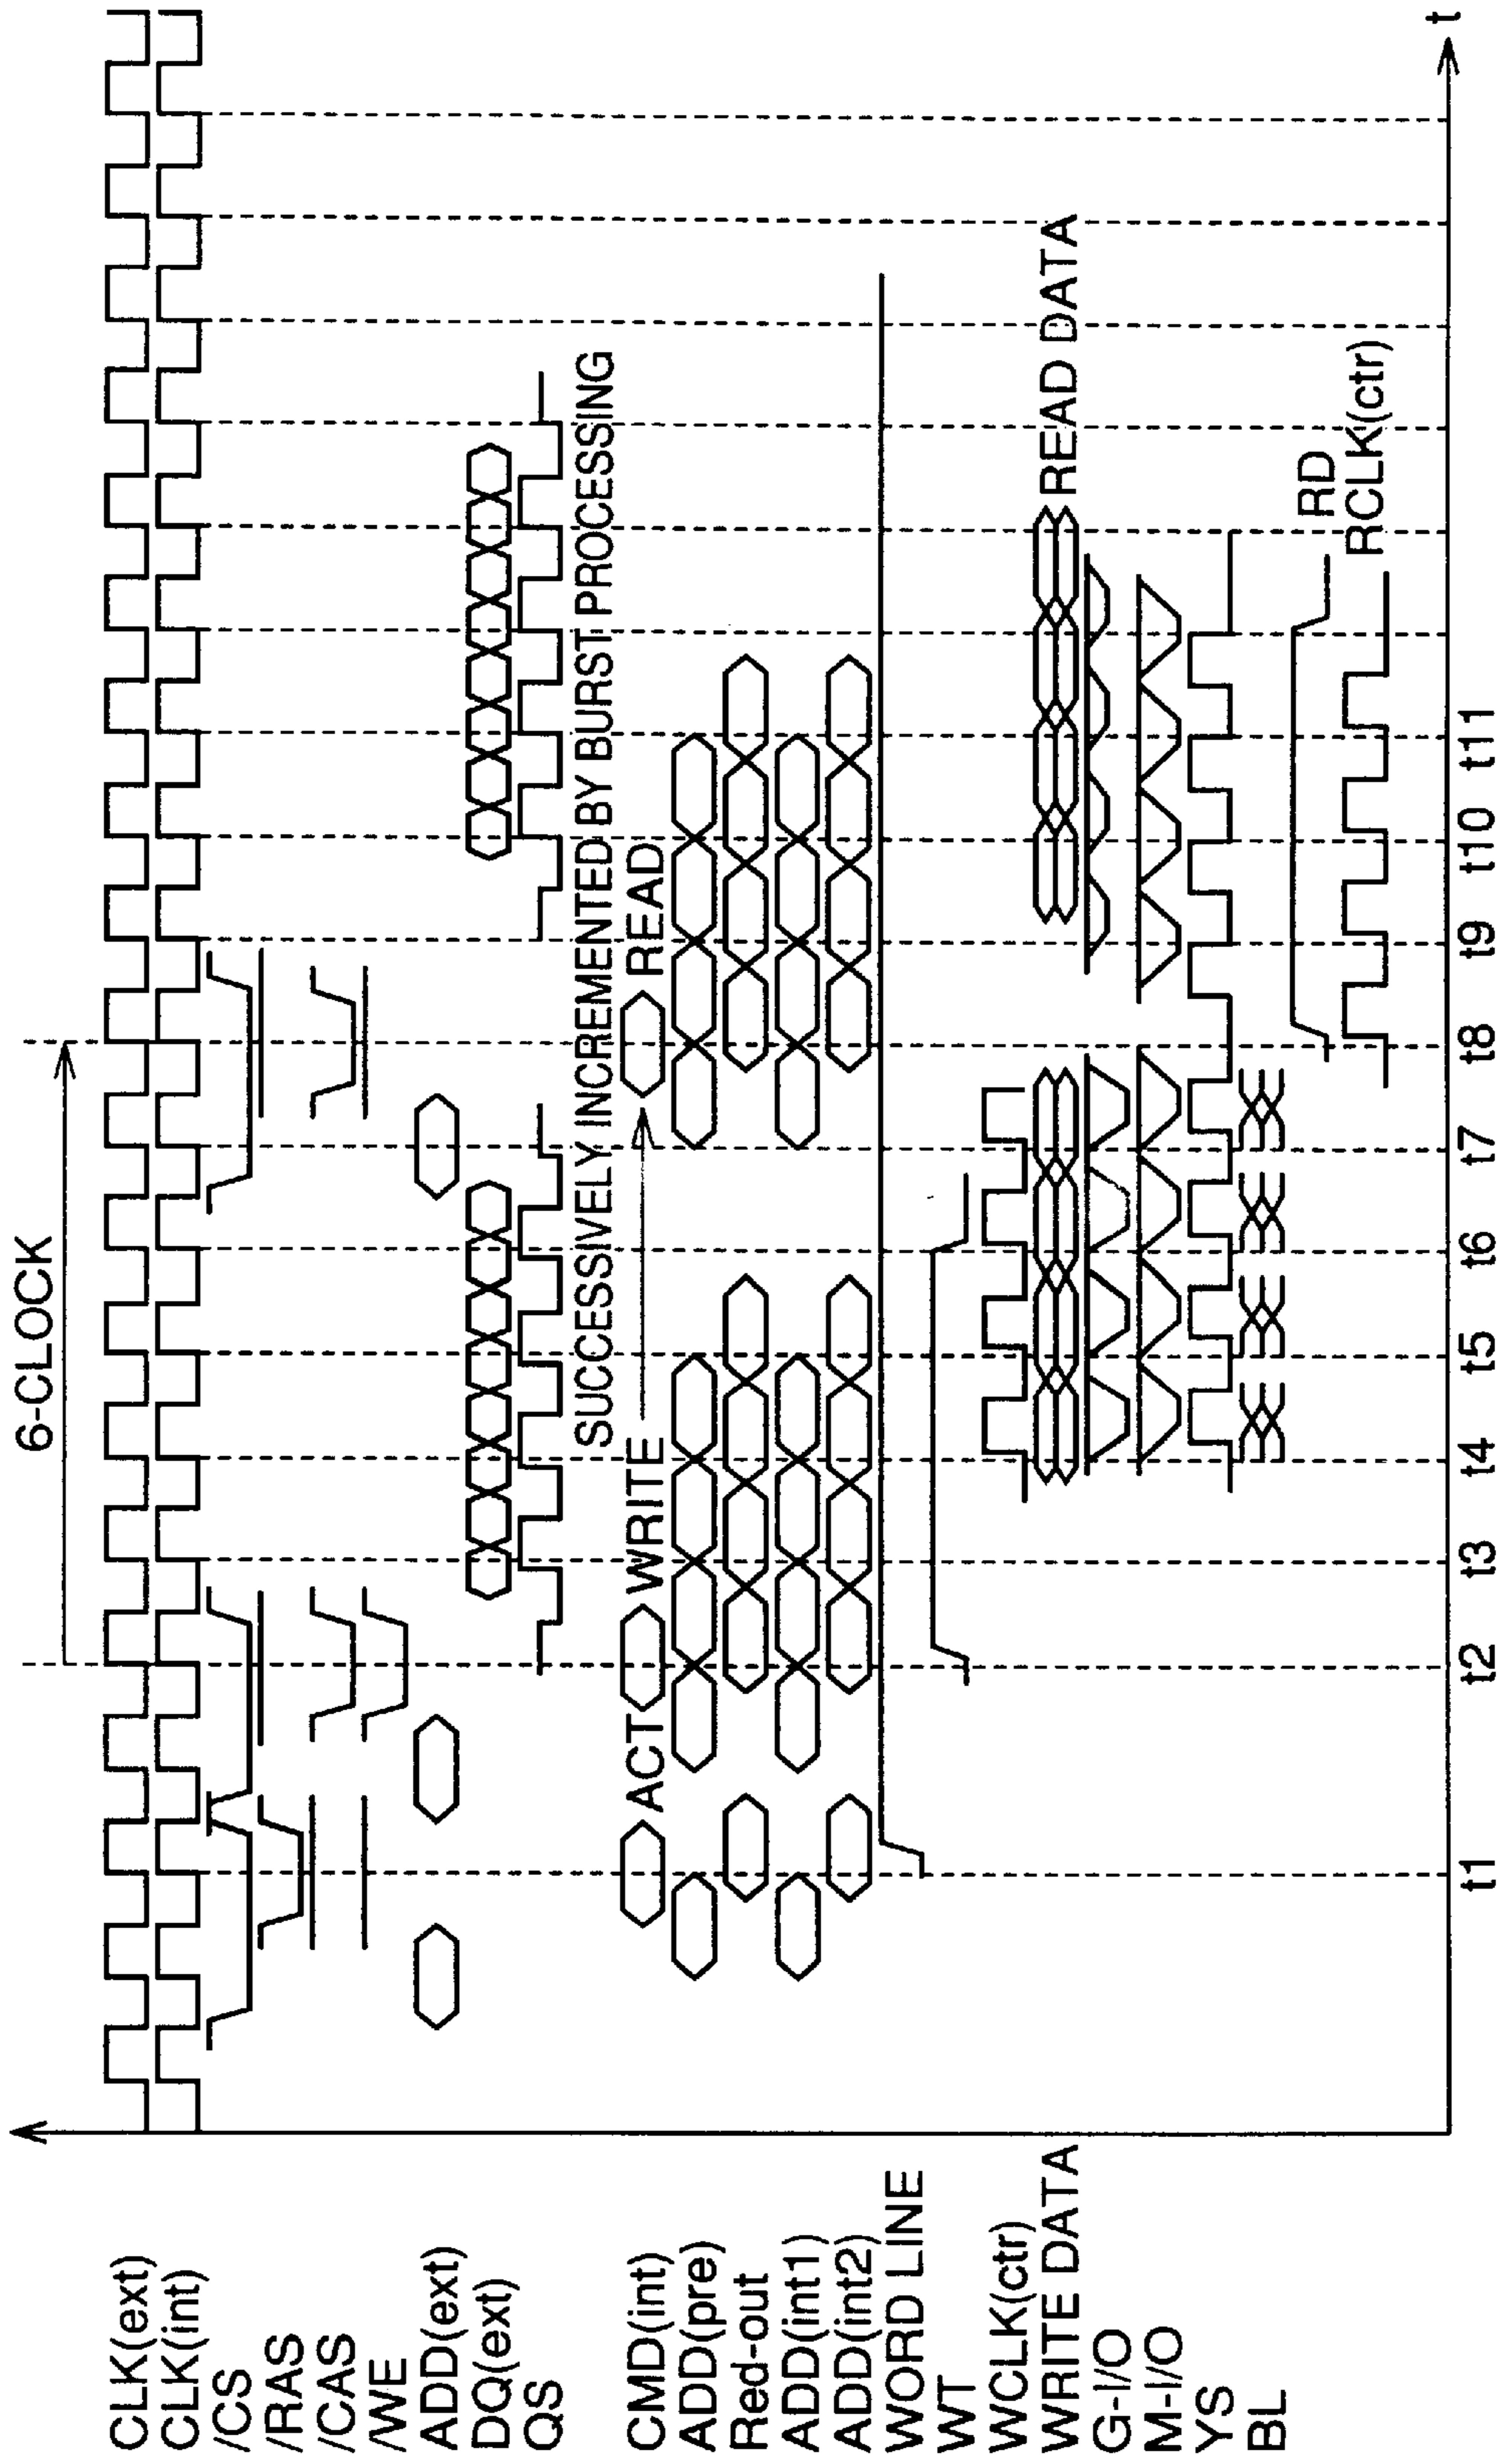 6-CLOCK
CLK(ext)
CLK(int)
/CS
/RAS
/CAS
/WE
ADD(ext)
DQ(ext)
QS
SUCCESSIVELY INCREMENTED BY BURST PROCESSING
CMD(int)
ACT
WRITE
READ
ADD(pre)
Red-out
ADD(int1)
ADD(int2)
WORD LINE
WT
WCLK(ctr)
WRITE DATA
READ DATA
G-I/O
M-I/O
YS
BL
RD
RCLK(ctr)
t1 t2 t3 t4 t5 t6 t7 t8 t9 t10 t11
t